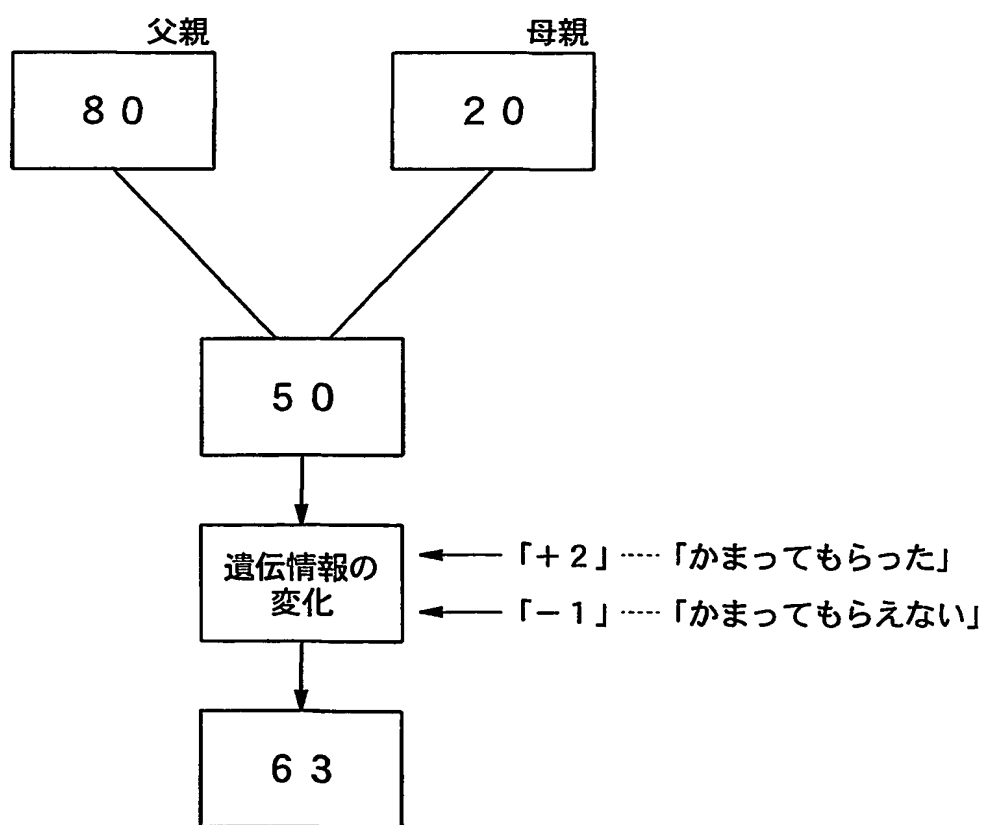 父親
母親
80
20
50
遺伝情報の
変化
「+2」……「かまってもらった」
「-1」……「かまってもらえない」
63